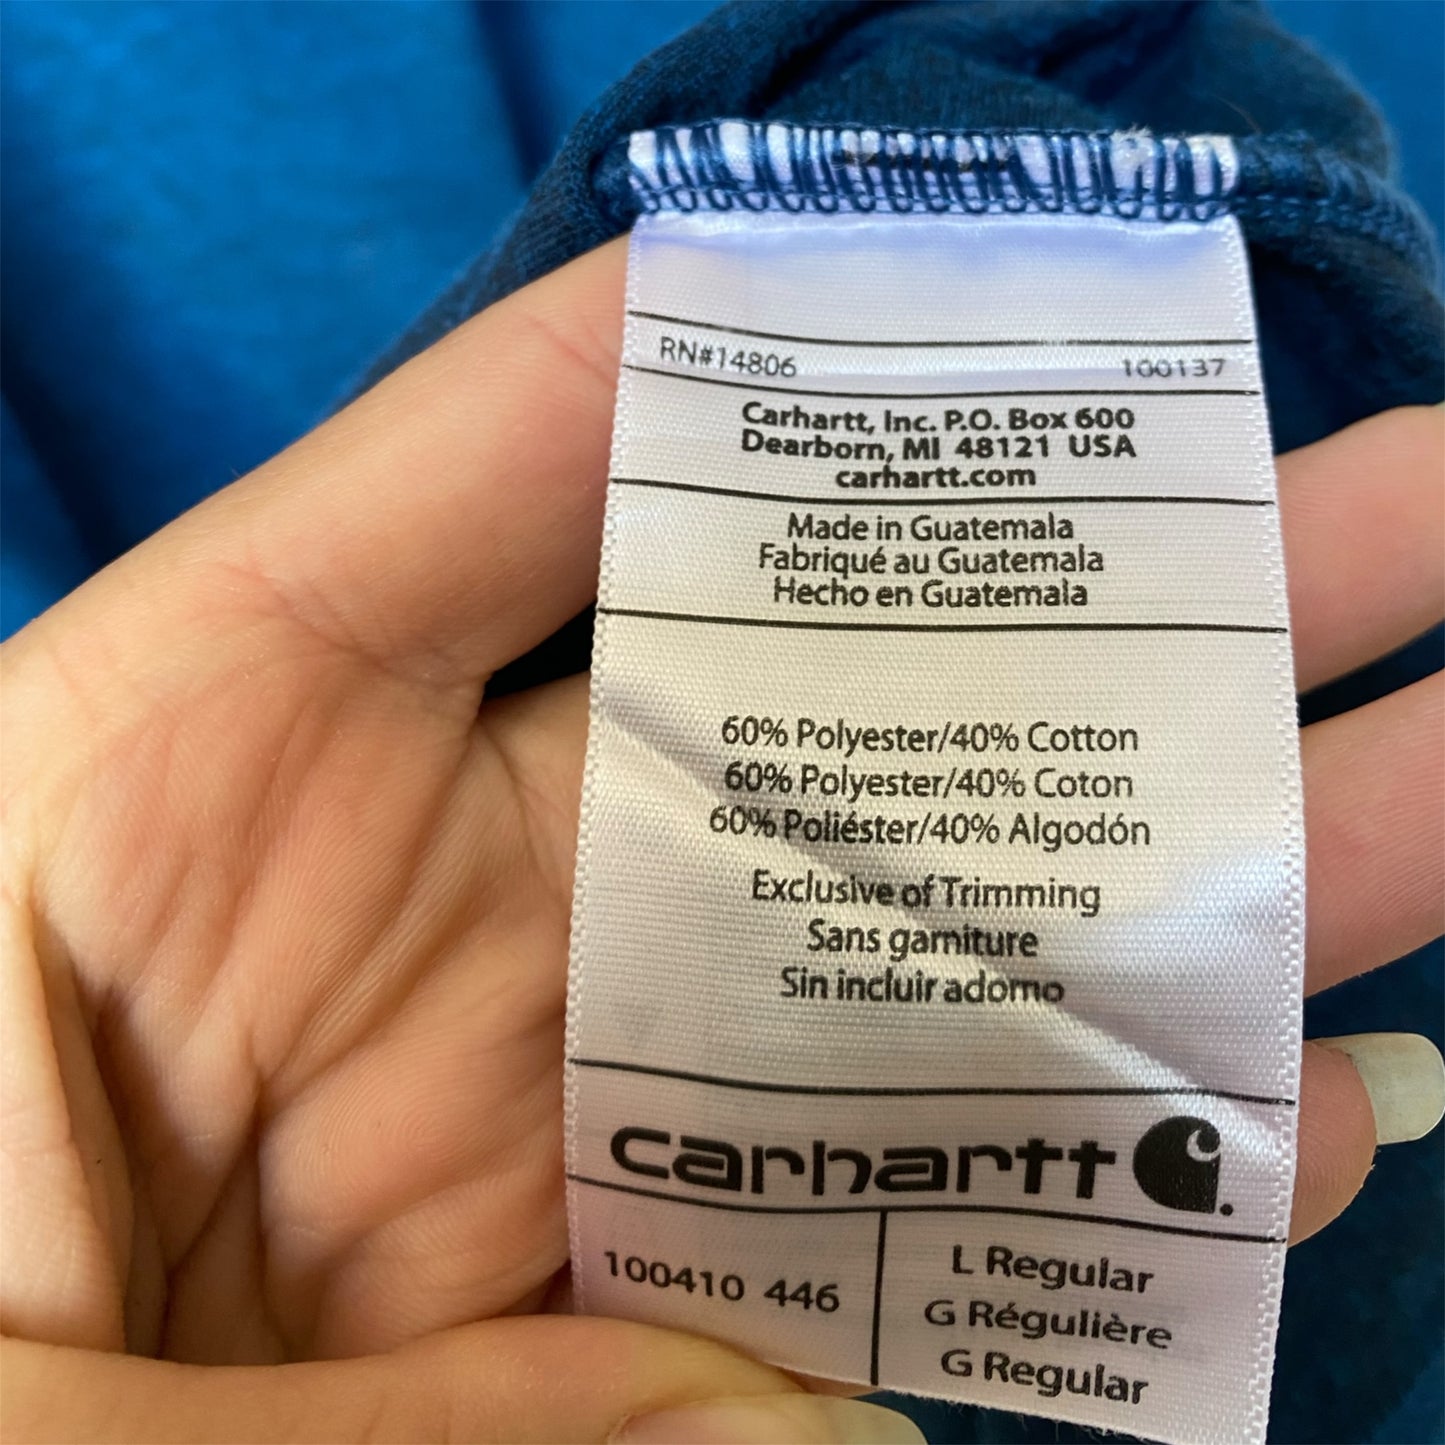 RN#14806 100137
Carhartt, Inc. P.O. Box 600
Dearborn, MI 48121 USA
carhartt.com
Made in Guatemala
Fabriqué au Guatemala
Hecho en Guatemala
60% Polyester/40% Cotton
60% Polyester/40% Coton
60% Poliéster/40% Algodón
Exclusive of Trimming
Sans garniture
Sin incluir adorno
carhartt
100410 446
L Regular
G Régulière
G Regular